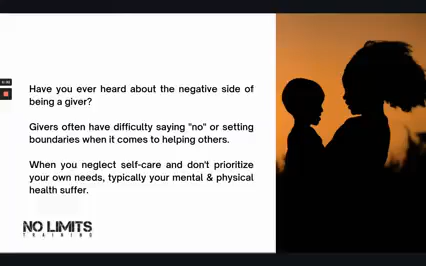 Have you ever heard about the negative side of
being a giver?
Givers often have difficulty saying "no" or setting
boundaries when it comes to helping others.
When you neglect self-care and don't prioritize
your own needs, typically your mental & physical
health suffer.
NO LIMITS
TRAINING